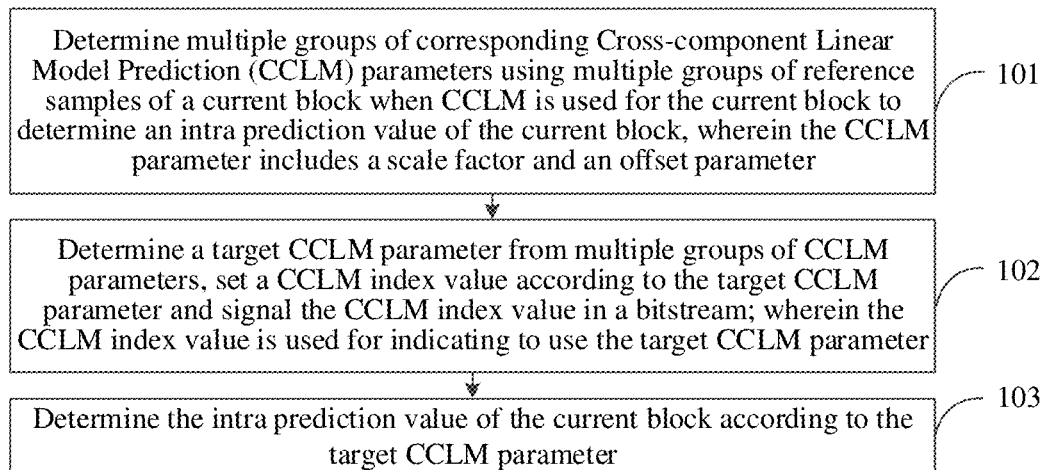 Determine multiple groups of corresponding Cross-component Linear
Model Prediction (CCLM) parameters using multiple groups of reference
samples of a current block when CCLM is used for the current block to
determine an intra prediction value of the current block, wherein the CCLM
parameter includes a scale factor and an offset parameter
101
Determine a target CCLM parameter from multiple groups of CCLM
parameters, set a CCLM index value according to the target CCLM
parameter and signal the CCLM index value in a bitstream; wherein the
CCLM index value is used for indicating to use the target CCLM parameter
102
Determine the intra prediction value of the current block according to the
target CCLM parameter
103